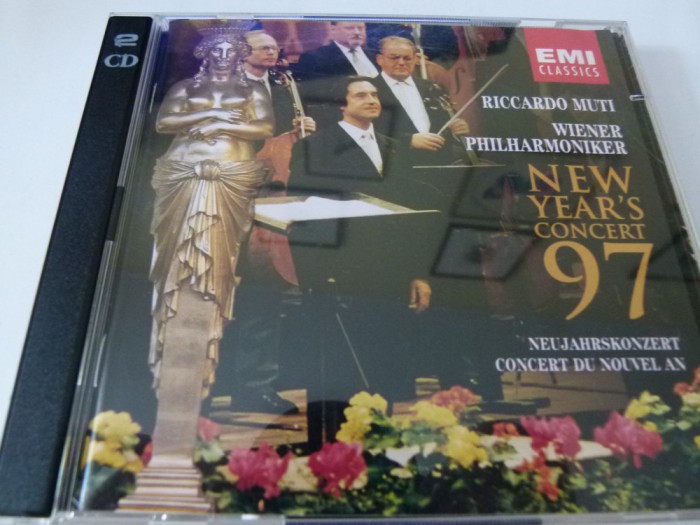 2
CD
EMI
CLASSICS
RICCARDO MUTI
WIENER
PHILHARMONIKER
NEW
YEAR'S
CONCERT
97
NEUJAHRSKONZERT
CONCERT DU NOUVEL AN